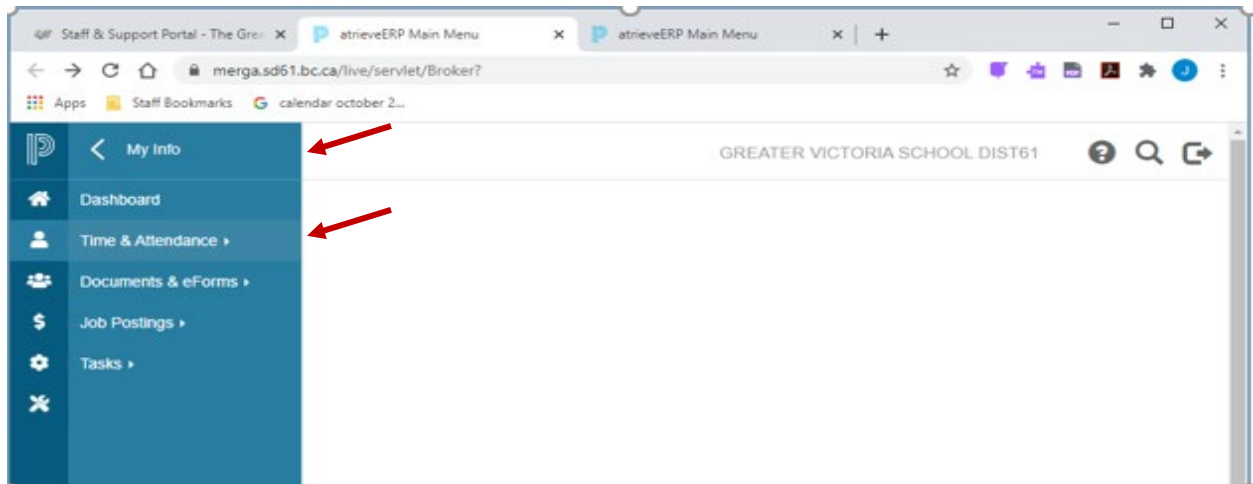 Staff & Support Portal - The Gre
atrieveERP Main Menu
atrieveERP Main Menu
merga.sd61.bc.ca/live/servlet/Broker?
Apps
Staff Bookmarks
calendar october 2...
J
My Info
GREATER VICTORIA SCHOOL DIST61
Dashboard
Time & Attendance
Documents & eForms
Job Postings
Tasks